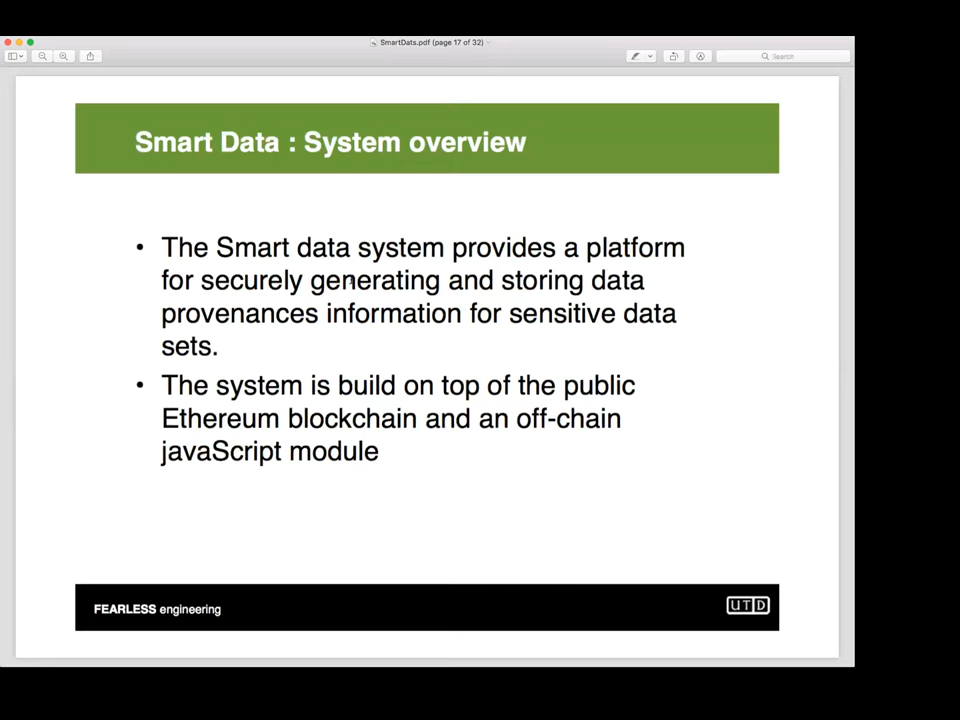 SmartDats.pdf (page 17 of 32)
Search
Smart Data : System overview
• The Smart data system provides a platform
for securely generating and storing data
provenances information for sensitive data
sets.
• The system is build on top of the public
Ethereum blockchain and an off-chain
javaScript module
FEARLESS engineering
UTD